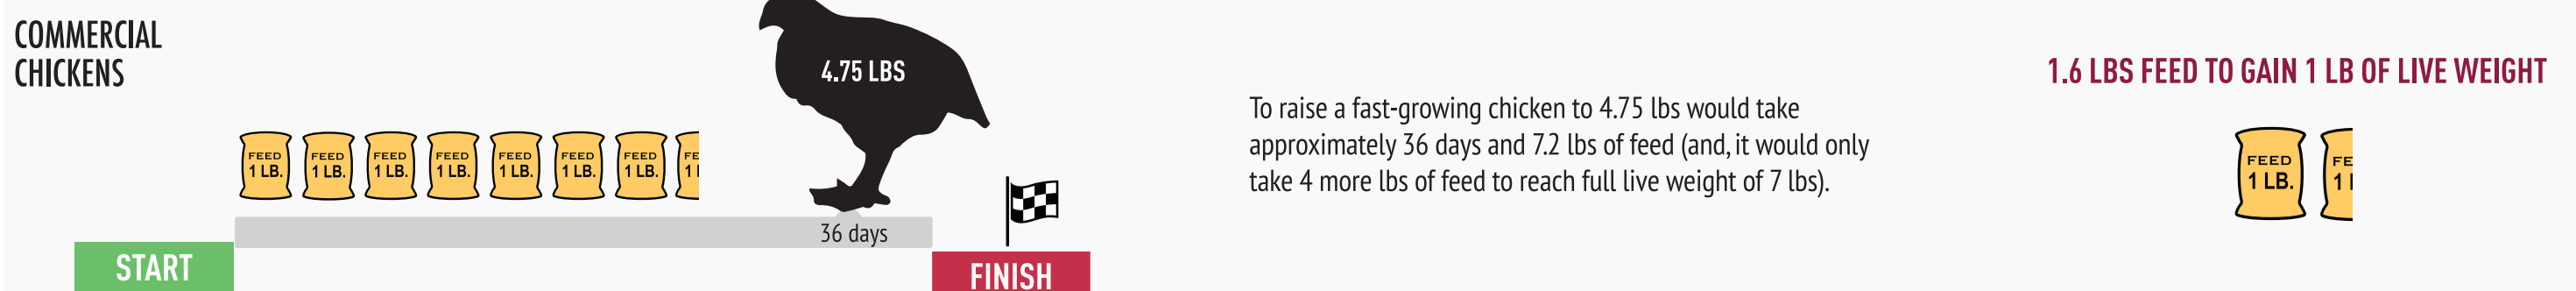 COMMERCIAL
CHICKENS
4.75 LBS
FEED
1 LB.
FEED
1 LB.
FEED
1 LB.
FEED
1 LB.
FEED
1 LB.
FEED
1 LB.
FEED
1 LB.
FE
1
36 days
START
FINISH
To raise a fast-growing chicken to 4.75 lbs would take
approximately 36 days and 7.2 lbs of feed (and, it would only
take 4 more lbs of feed to reach full live weight of 7 lbs).
1.6 LBS FEED TO GAIN 1 LB OF LIVE WEIGHT
FEED
1 LB.
FE
1